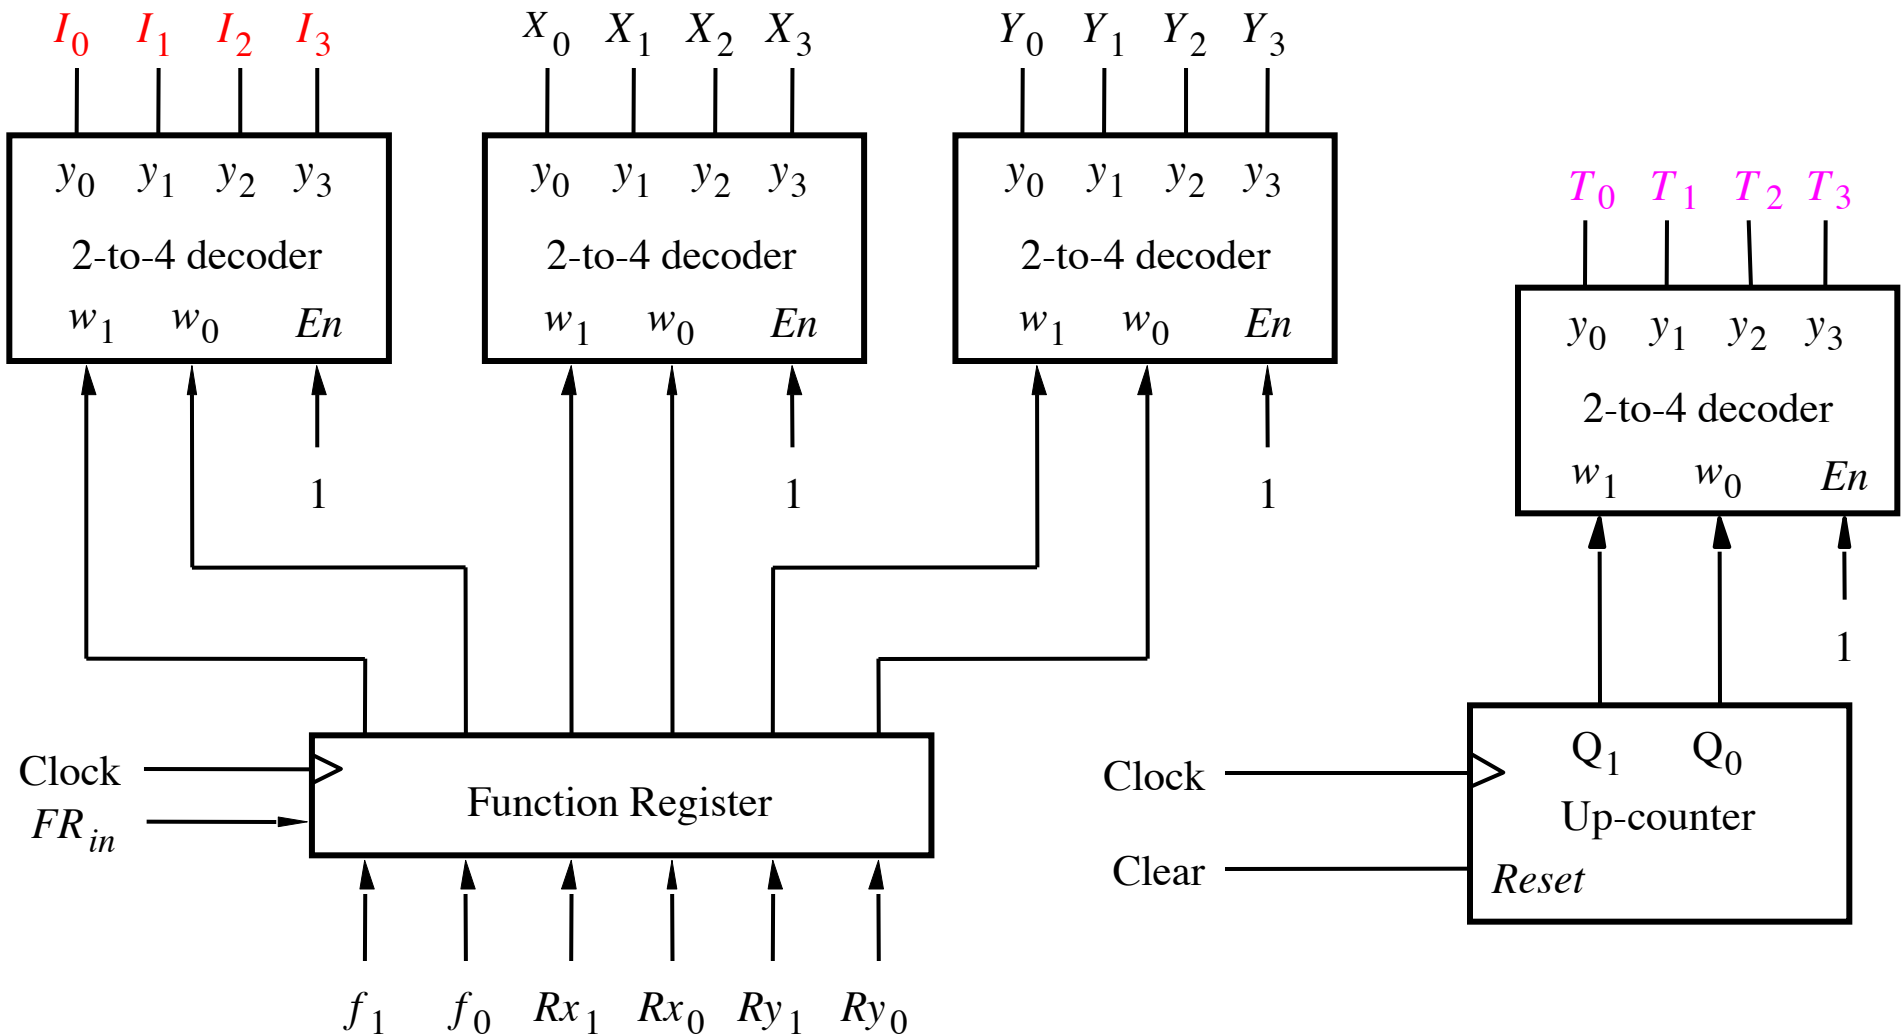 I0 I1 I2 I3 X0 X1 X2 X3 Y0 Y1 Y2 Y3
y0 y1 y2 y3 y0 y1 y2 y3 y0 y1 y2 y3
T0 T1 T2 T3
2-to-4 decoder 2-to-4 decoder 2-to-4 decoder
w1 w0 En w1 w0 En w1 w0 En
y0 y1 y2 y3
2-to-4 decoder
w1 w0 En
1 1 1
1
Q1 Q0
Clock Clock
Function Register
Up-counter
FRin
Clear Reset
f1 f0 Rx1 Rx0 Ry1 Ry0